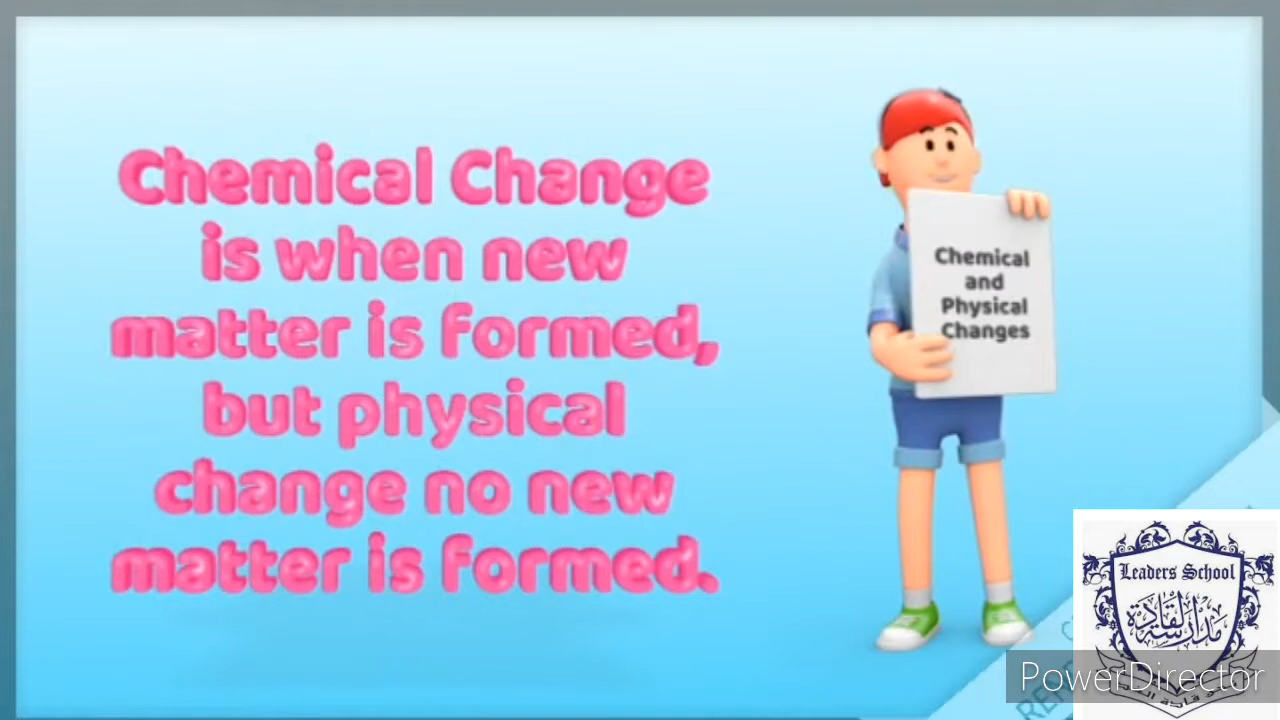 Chemical Change
is when new
matter is formed,
but physical
change no new
matter is formed.
Chemical
and
Physical
Changes
Leaders School
مدارس القادة
PowerDirector